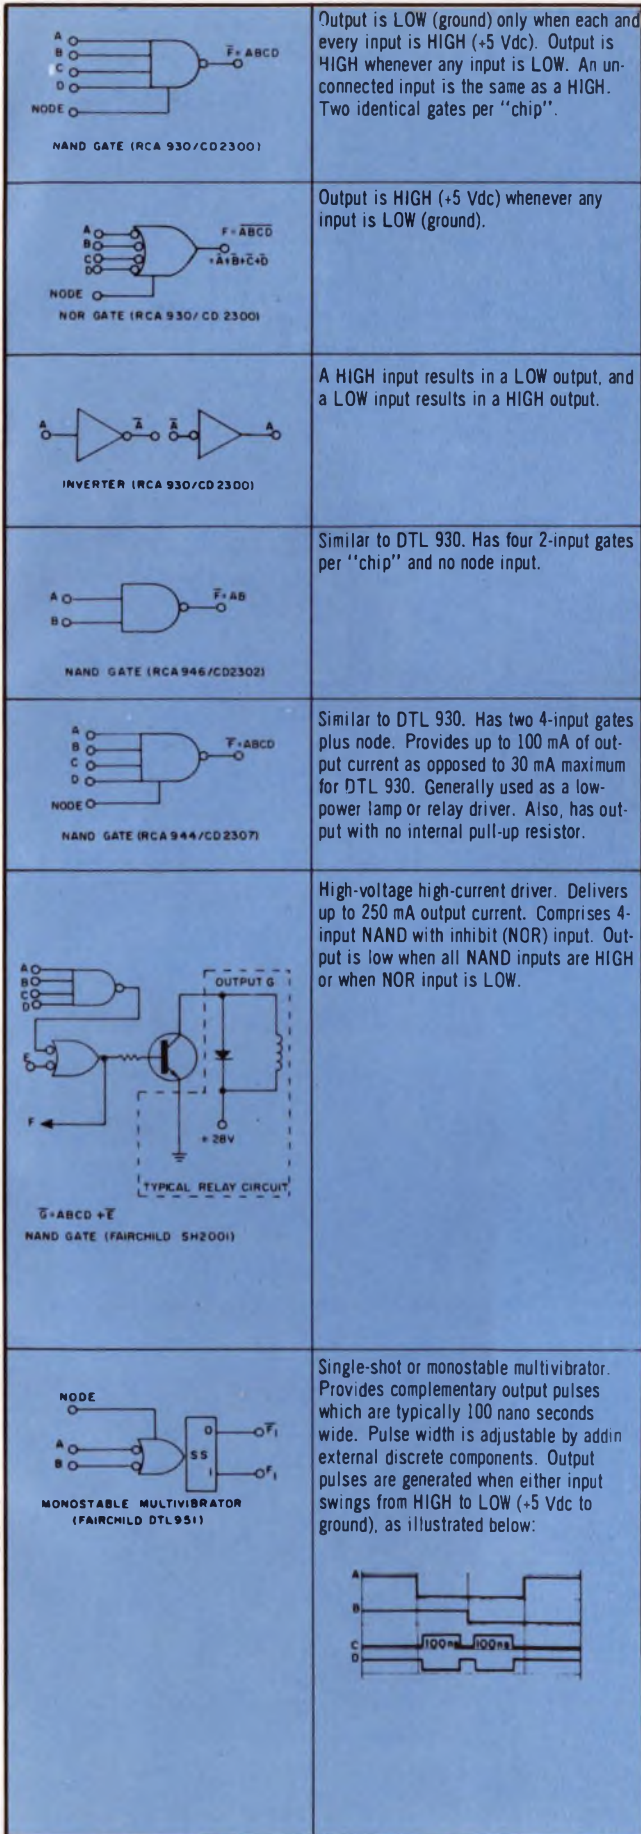 A
B
C
D
NODE
F̅=ABCD
NAND GATE (RCA 930/CD2300)
Output is LOW (ground) only when each and
every input is HIGH (+5 Vdc). Output is
HIGH whenever any input is LOW. An un-
connected input is the same as a HIGH.
Two identical gates per "chip".
A
B
C
D
NODE
F=A̅B̅C̅D̅
=A̅+B̅+C̅+D̅
NOR GATE (RCA 930/CD 2300)
Output is HIGH (+5 Vdc) whenever any
input is LOW (ground).
A A̅ A̅ A
INVERTER (RCA 930/CD2300)
A HIGH input results in a LOW output, and
a LOW input results in a HIGH output.
A
B
F̅=AB
NAND GATE (RCA 946/CD2302)
Similar to DTL 930. Has four 2-input gates
per "chip" and no node input.
A
B
C
D
NODE
F̅=ABCD
NAND GATE (RCA 944/CD2307)
Similar to DTL 930. Has two 4-input gates
plus node. Provides up to 100 mA of out-
put current as opposed to 30 mA maximum
for DTL 930. Generally used as a low-
power lamp or relay driver. Also, has out-
put with no internal pull-up resistor.
A
B
C
D
E
F
OUTPUT G
+28V
TYPICAL RELAY CIRCUIT
G̅=ABCD+E̅
NAND GATE (FAIRCHILD SH2001)
High-voltage high-current driver. Delivers
up to 250 mA output current. Comprises 4-
input NAND with inhibit (NOR) input. Out-
put is low when all NAND inputs are HIGH
or when NOR input is LOW.
NODE
A
B
SS
0 F̅1
1 F1
MONOSTABLE MULTIVIBRATOR
(FAIRCHILD DTL951)
Single-shot or monostable multivibrator.
Provides complementary output pulses
which are typically 100 nano seconds
wide. Pulse width is adjustable by addin
external discrete components. Output
pulses are generated when either input
swings from HIGH to LOW (+5 Vdc to
ground), as illustrated below:
A
B
C 100ns 100ns
D